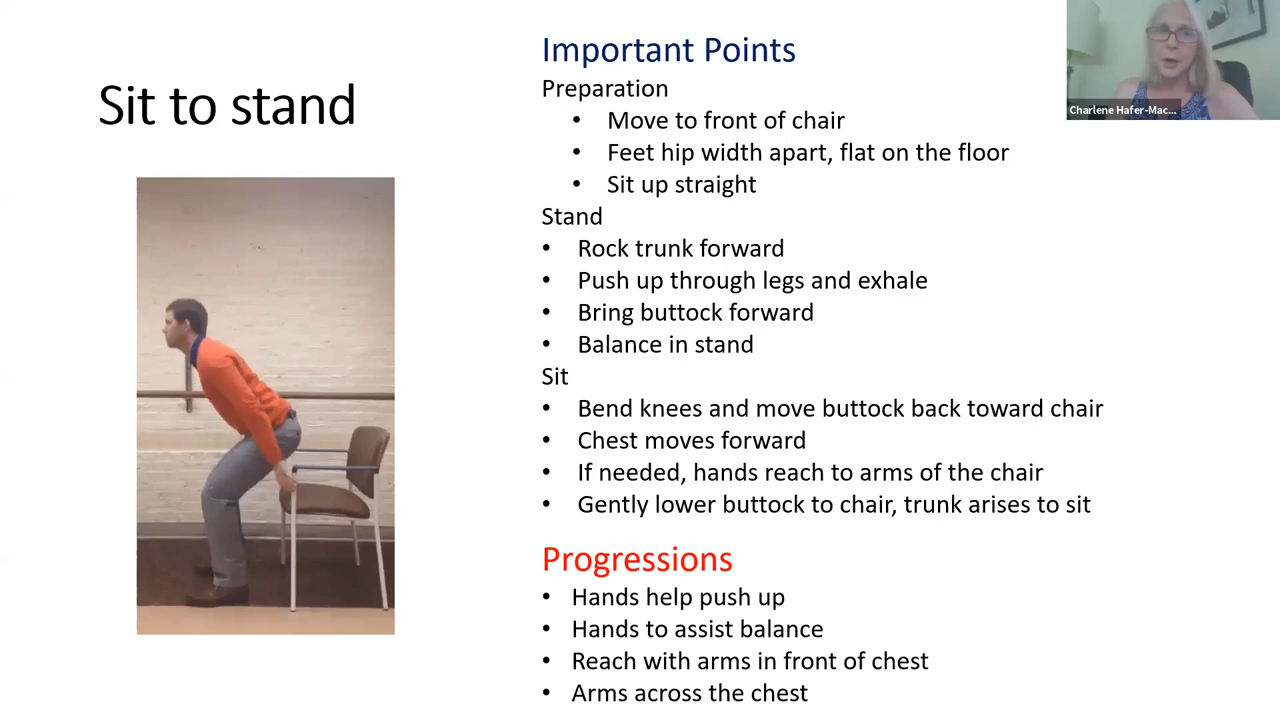 Sit to stand
Important Points
Preparation
• Move to front of chair
• Feet hip width apart, flat on the floor
• Sit up straight
Stand
• Rock trunk forward
• Push up through legs and exhale
• Bring buttock forward
• Balance in stand
Sit
• Bend knees and move buttock back toward chair
• Chest moves forward
• If needed, hands reach to arms of the chair
• Gently lower buttock to chair, trunk arises to sit
Progressions
• Hands help push up
• Hands to assist balance
• Reach with arms in front of chest
• Arms across the chest
Charlene Hafer-Mac...